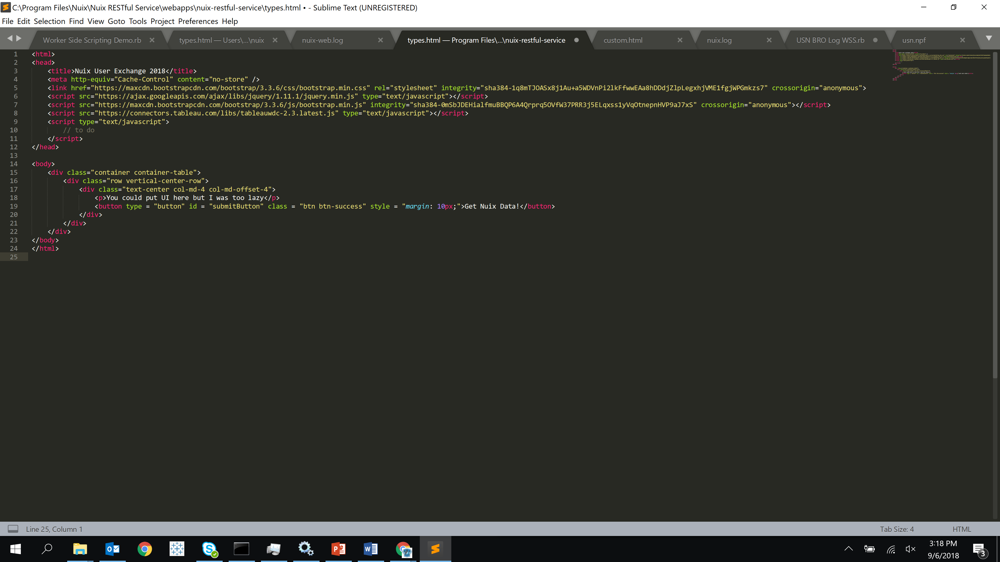 C:\Program Files\Nuix\Nuix RESTful Service\webapps\nuix-restful-service\types.html • - Sublime Text (UNREGISTERED)
File Edit Selection Find View Goto Tools Project Preferences Help
Worker Side Scripting Demo.rb types.html — Users\...\nuix nuix-web.log types.html — Program Files\...\nuix-restful-service custom.html nuix.log USN BRO Log WSS.rb usn.npf
1 <html>
2 <head>
3 <title>Nuix User Exchange 2018</title>
4 <meta http-equiv="Cache-Control" content="no-store" />
5 <link href="https://maxcdn.bootstrapcdn.com/bootstrap/3.3.6/css/bootstrap.min.css" rel="stylesheet" integrity="sha384-1q8mTJOASx8j1Au+a5WDVnPi2lkFfwwEAa8hDDdjZlpLegxhjVME1fgjWPGmkzs7" crossorigin="anonymous">
6 <script src="https://ajax.googleapis.com/ajax/libs/jquery/1.11.1/jquery.min.js" type="text/javascript"></script>
7 <script src="https://maxcdn.bootstrapcdn.com/bootstrap/3.3.6/js/bootstrap.min.js" integrity="sha384-0mSbJDEHialfmuBBQP6A4Qrprq5OVfW37PRR3j5ELqxss1yVqOtnepnHVP9aJ7xS" crossorigin="anonymous"></script>
8 <script src="https://connectors.tableau.com/libs/tableauwdc-2.3.latest.js" type="text/javascript"></script>
9 <script type="text/javascript">
10 // to do
11 </script>
12 </head>
13
14 <body>
15 <div class="container container-table">
16 <div class="row vertical-center-row">
17 <div class="text-center col-md-4 col-md-offset-4">
18 <p>You could put UI here but I was too lazy</p>
19 <button type = "button" id = "submitButton" class = "btn btn-success" style = "margin: 10px;">Get Nuix Data!</button>
20 </div>
21 </div>
22 </div>
23 </body>
24 </html>
25
Line 25, Column 1 Tab Size: 4 HTML
3:18 PM
9/6/2018
3